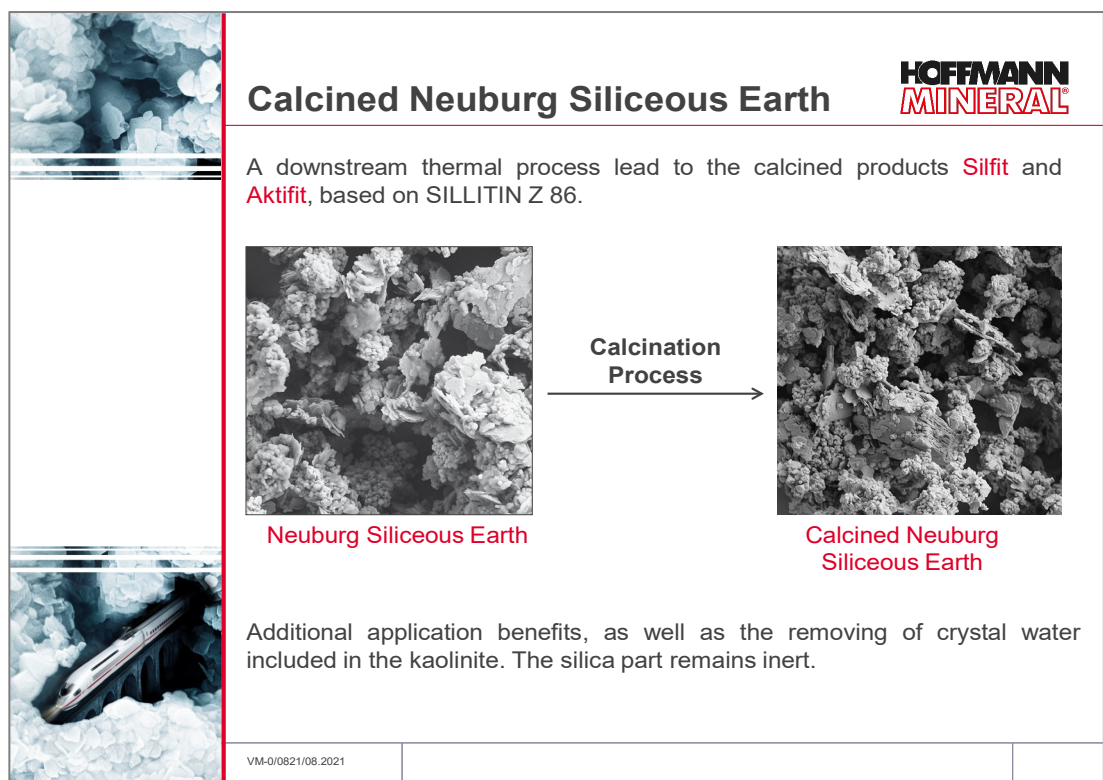 Calcined Neuburg Siliceous Earth
HOFFMANN
MINERAL®
A downstream thermal process lead to the calcined products Silfit and
Aktifit, based on SILLITIN Z 86.
Calcination
Process
Neuburg Siliceous Earth
Calcined Neuburg
Siliceous Earth
Additional application benefits, as well as the removing of crystal water
included in the kaolinite. The silica part remains inert.
VM-0/0821/08.2021